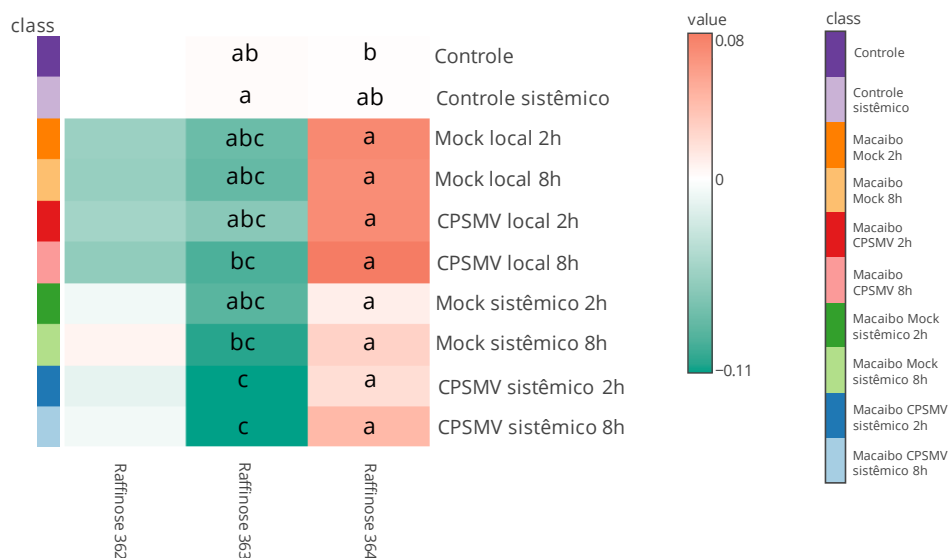 class
ab b Controle
a ab Controle sistêmico
abc a Mock local 2h
abc a Mock local 8h
abc a CPSMV local 2h
bc a CPSMV local 8h
abc a Mock sistêmico 2h
bc a Mock sistêmico 8h
c a CPSMV sistêmico 2h
c a CPSMV sistêmico 8h
Raffinose 362
Raffinose 363
Raffinose 364
value
0.08
0
−0.11
class
Controle
Controle
sistêmico
Macaibo
Mock 2h
Macaibo
Mock 8h
Macaibo
CPSMV 2h
Macaibo
CPSMV 8h
Macaibo Mock
sistêmico 2h
Macaibo Mock
sistêmico 8h
Macaibo CPSMV
sistêmico 2h
Macaibo CPSMV
sistêmico 8h